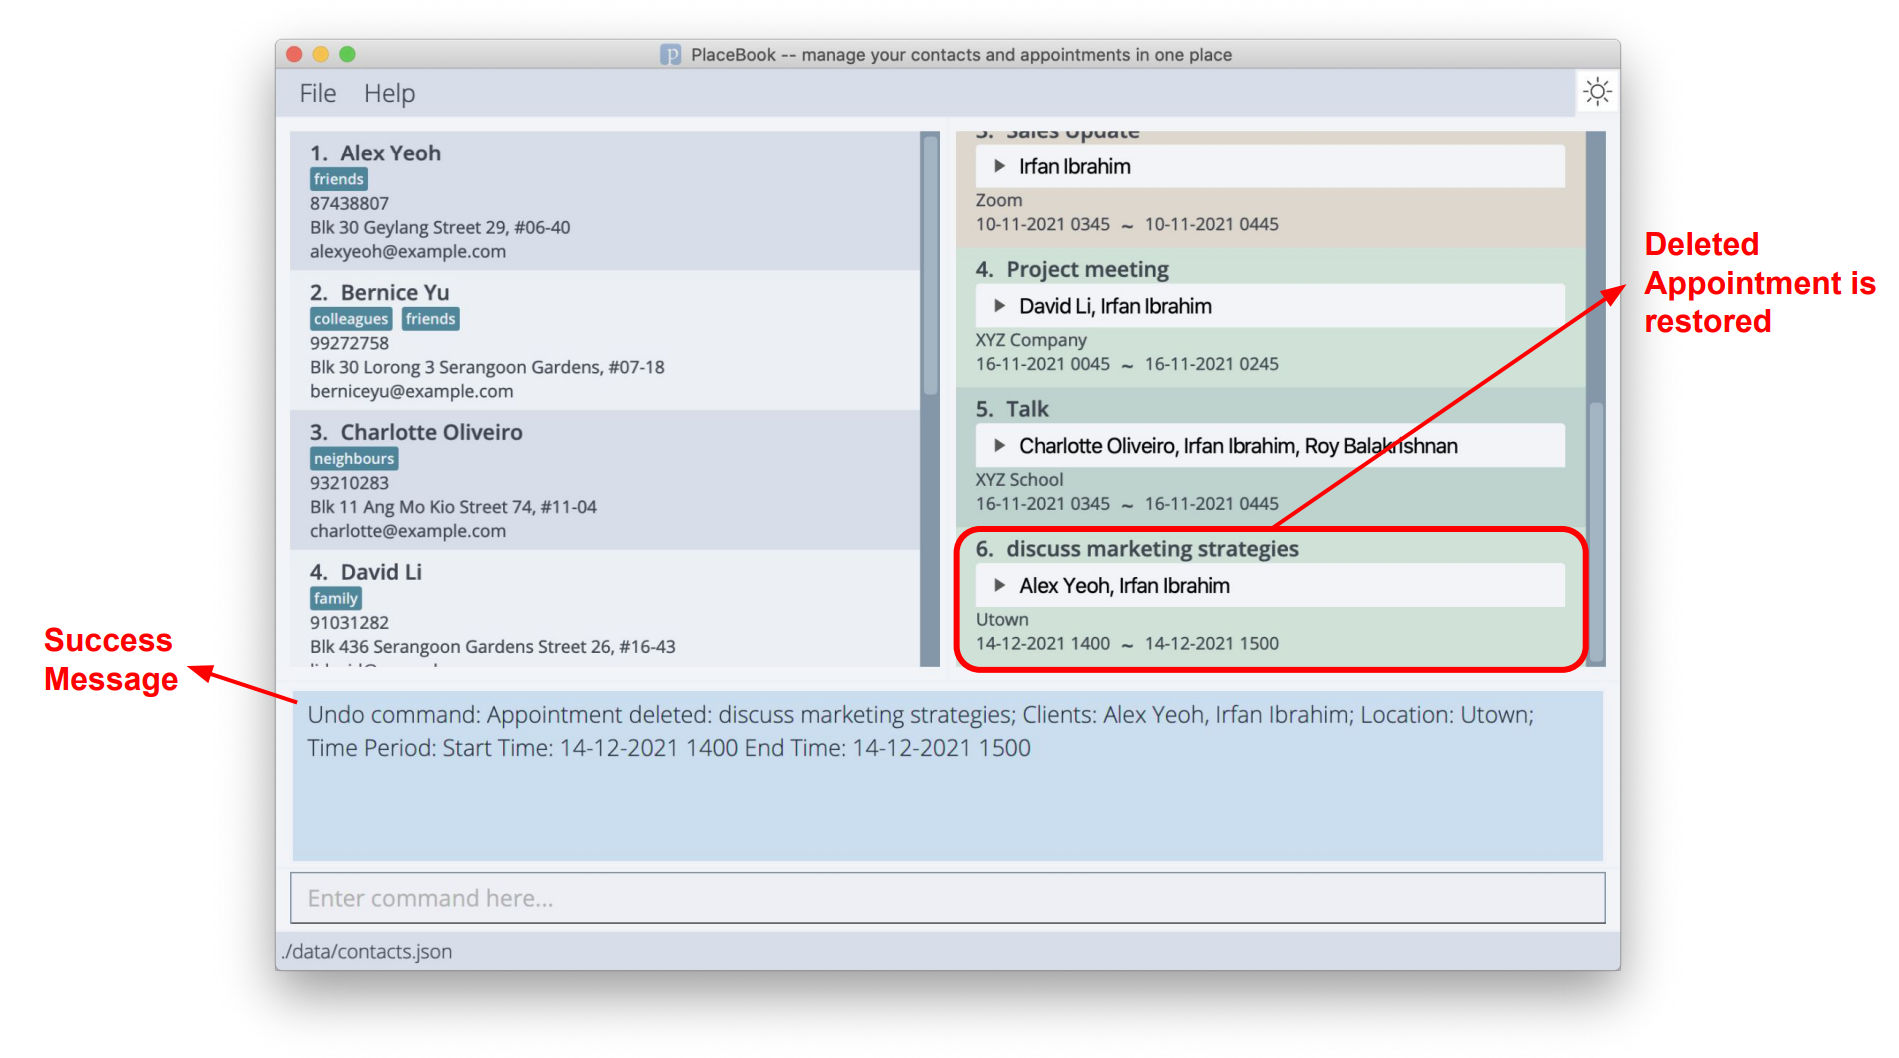 PlaceBook -- manage your contacts and appointments in one place
File Help
1. Alex Yeoh
friends
87438807
Blk 30 Geylang Street 29, #06-40
alexyeoh@example.com
2. Bernice Yu
colleagues friends
99272758
Blk 30 Lorong 3 Serangoon Gardens, #07-18
berniceyu@example.com
3. Charlotte Oliveiro
neighbours
93210283
Blk 11 Ang Mo Kio Street 74, #11-04
charlotte@example.com
4. David Li
family
91031282
Blk 436 Serangoon Gardens Street 26, #16-43
3. Sales Update
Irfan Ibrahim
Zoom
10-11-2021 0345 ~ 10-11-2021 0445
4. Project meeting
David Li, Irfan Ibrahim
XYZ Company
16-11-2021 0045 ~ 16-11-2021 0245
5. Talk
Charlotte Oliveiro, Irfan Ibrahim, Roy Balakrishnan
XYZ School
16-11-2021 0345 ~ 16-11-2021 0445
6. discuss marketing strategies
Alex Yeoh, Irfan Ibrahim
Utown
14-12-2021 1400 ~ 14-12-2021 1500
Deleted
Appointment is
restored
Success
Message
Undo command: Appointment deleted: discuss marketing strategies; Clients: Alex Yeoh, Irfan Ibrahim; Location: Utown;
Time Period: Start Time: 14-12-2021 1400 End Time: 14-12-2021 1500
Enter command here...
./data/contacts.json